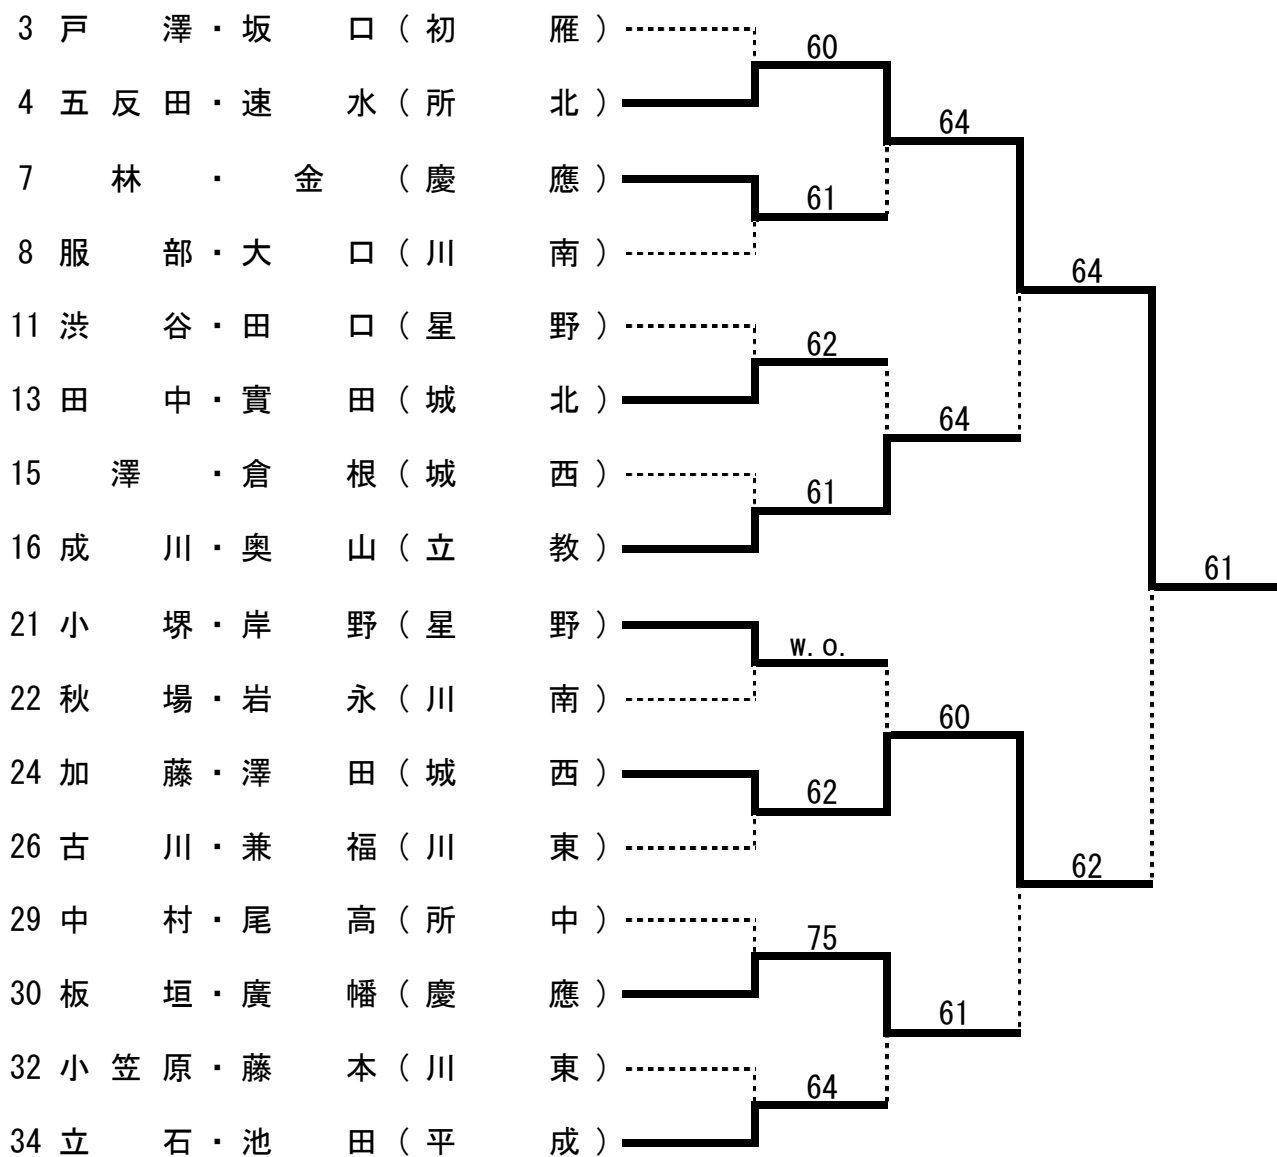 3 戸 澤 ・ 坂 口 ( 初 雁 )
60
4 五 反 田 ・ 速 水 ( 所 北 )
64
7 林 ・ 金 ( 慶 應 )
61
8 服 部 ・ 大 口 ( 川 南 )
64
11 渋 谷 ・ 田 口 ( 星 野 )
62
13 田 中 ・ 實 田 ( 城 北 )
64
15 澤 ・ 倉 根 ( 城 西 )
61
16 成 川 ・ 奥 山 ( 立 教 )
61
21 小 堺 ・ 岸 野 ( 星 野 )
w.o.
22 秋 場 ・ 岩 永 ( 川 南 )
60
24 加 藤 ・ 澤 田 ( 城 西 )
62
26 古 川 ・ 兼 福 ( 川 東 )
62
29 中 村 ・ 尾 高 ( 所 中 )
75
30 板 垣 ・ 廣 幡 ( 慶 應 )
61
32 小 笠 原 ・ 藤 本 ( 川 東 )
64
34 立 石 ・ 池 田 ( 平 成 )